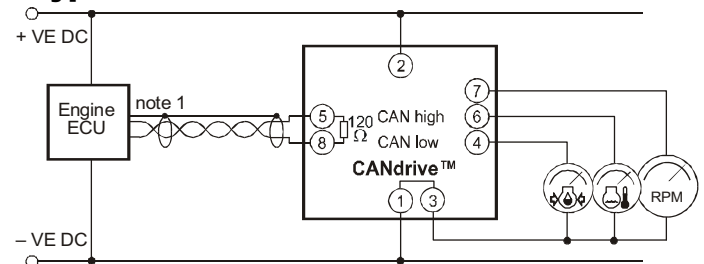 + VE DC
2
Engine
ECU
note 1
5
120
Ω
CAN high
8
CAN low
CANdrive™
7
6
4
1
3
RPM
– VE DC